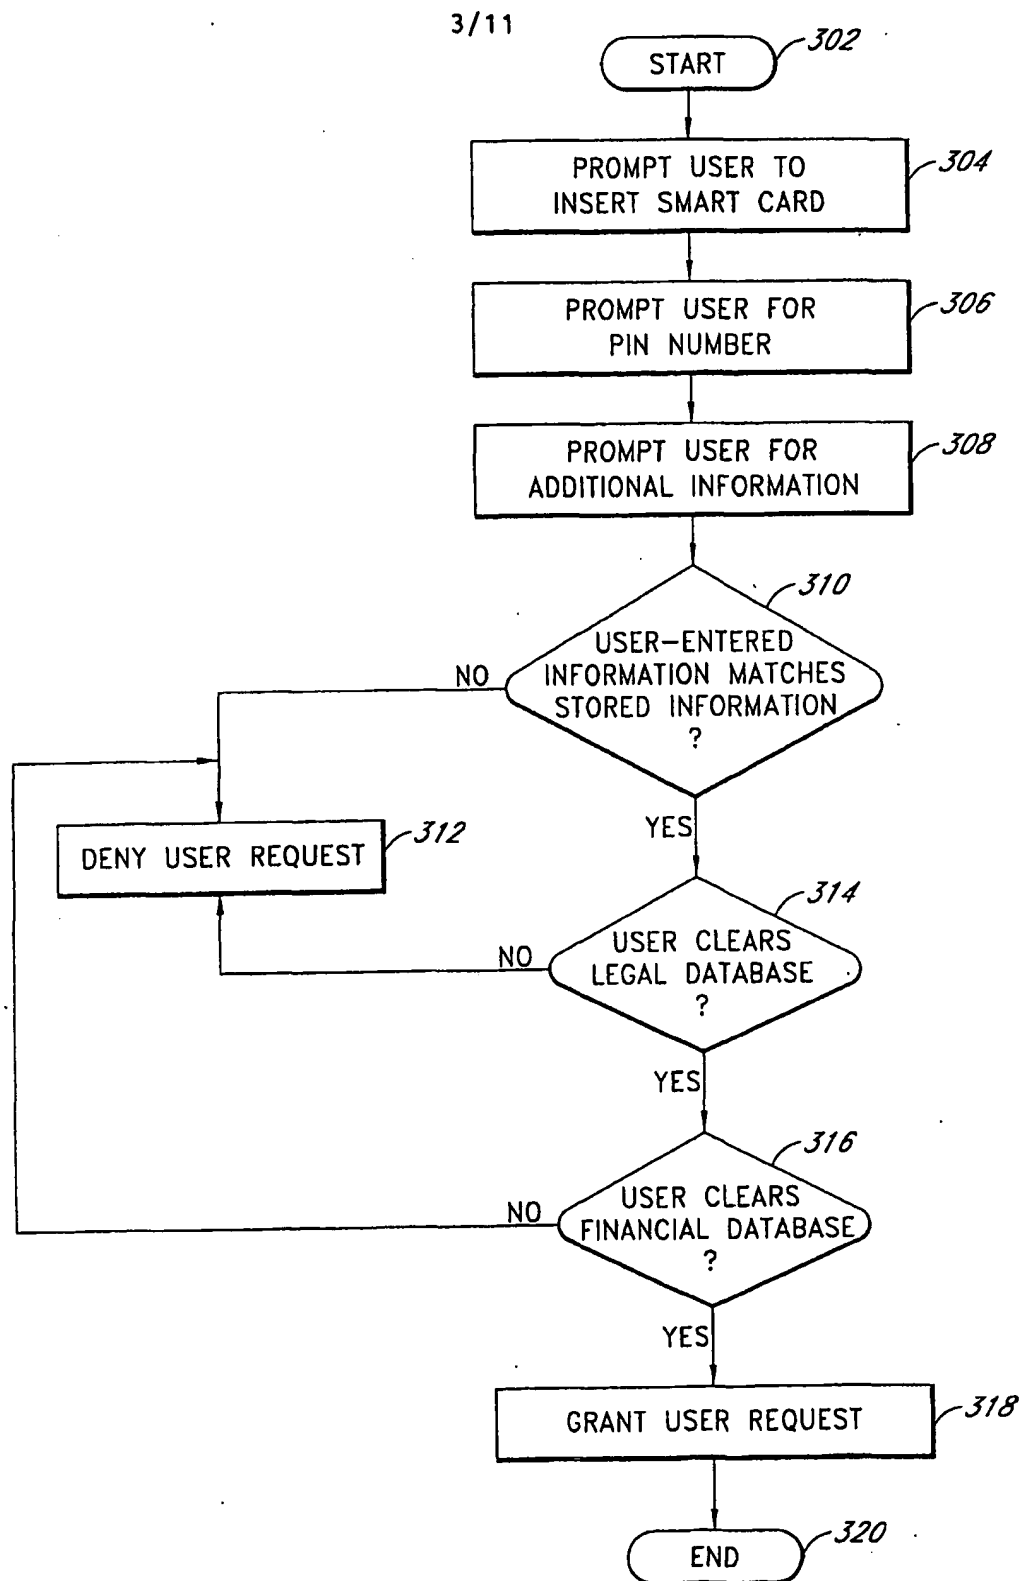 3/11
START
302
PROMPT USER TO
INSERT SMART CARD
304
PROMPT USER FOR
PIN NUMBER
306
PROMPT USER FOR
ADDITIONAL INFORMATION
308
310
USER-ENTERED
INFORMATION MATCHES
STORED INFORMATION
?
NO
YES
DENY USER REQUEST
312
314
USER CLEARS
LEGAL DATABASE
?
NO
YES
316
USER CLEARS
FINANCIAL DATABASE
?
NO
YES
GRANT USER REQUEST
318
END
320